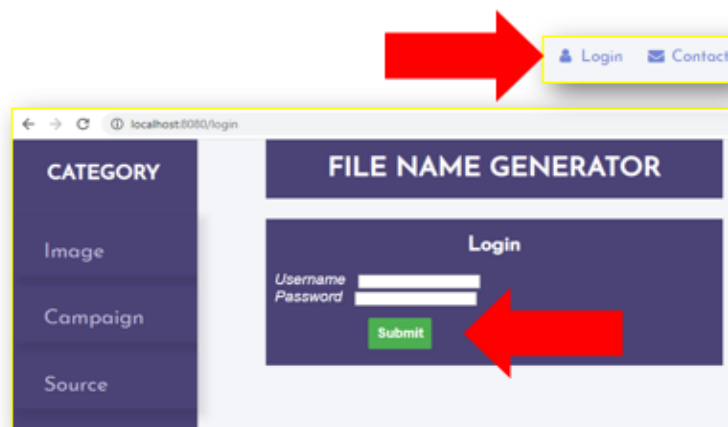 Login Contact
localhost:8080/login
CATEGORY
FILE NAME GENERATOR
Image
Campaign
Source
Login
Username
Password
Submit